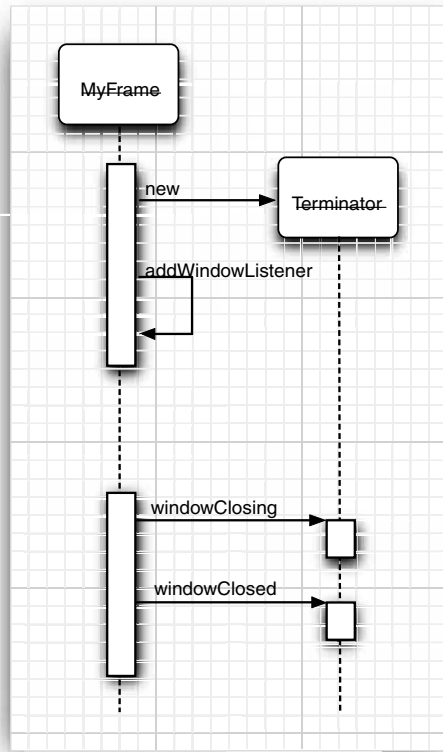 MyFrame
new
Terminator
addWindowListener
windowClosing
windowClosed